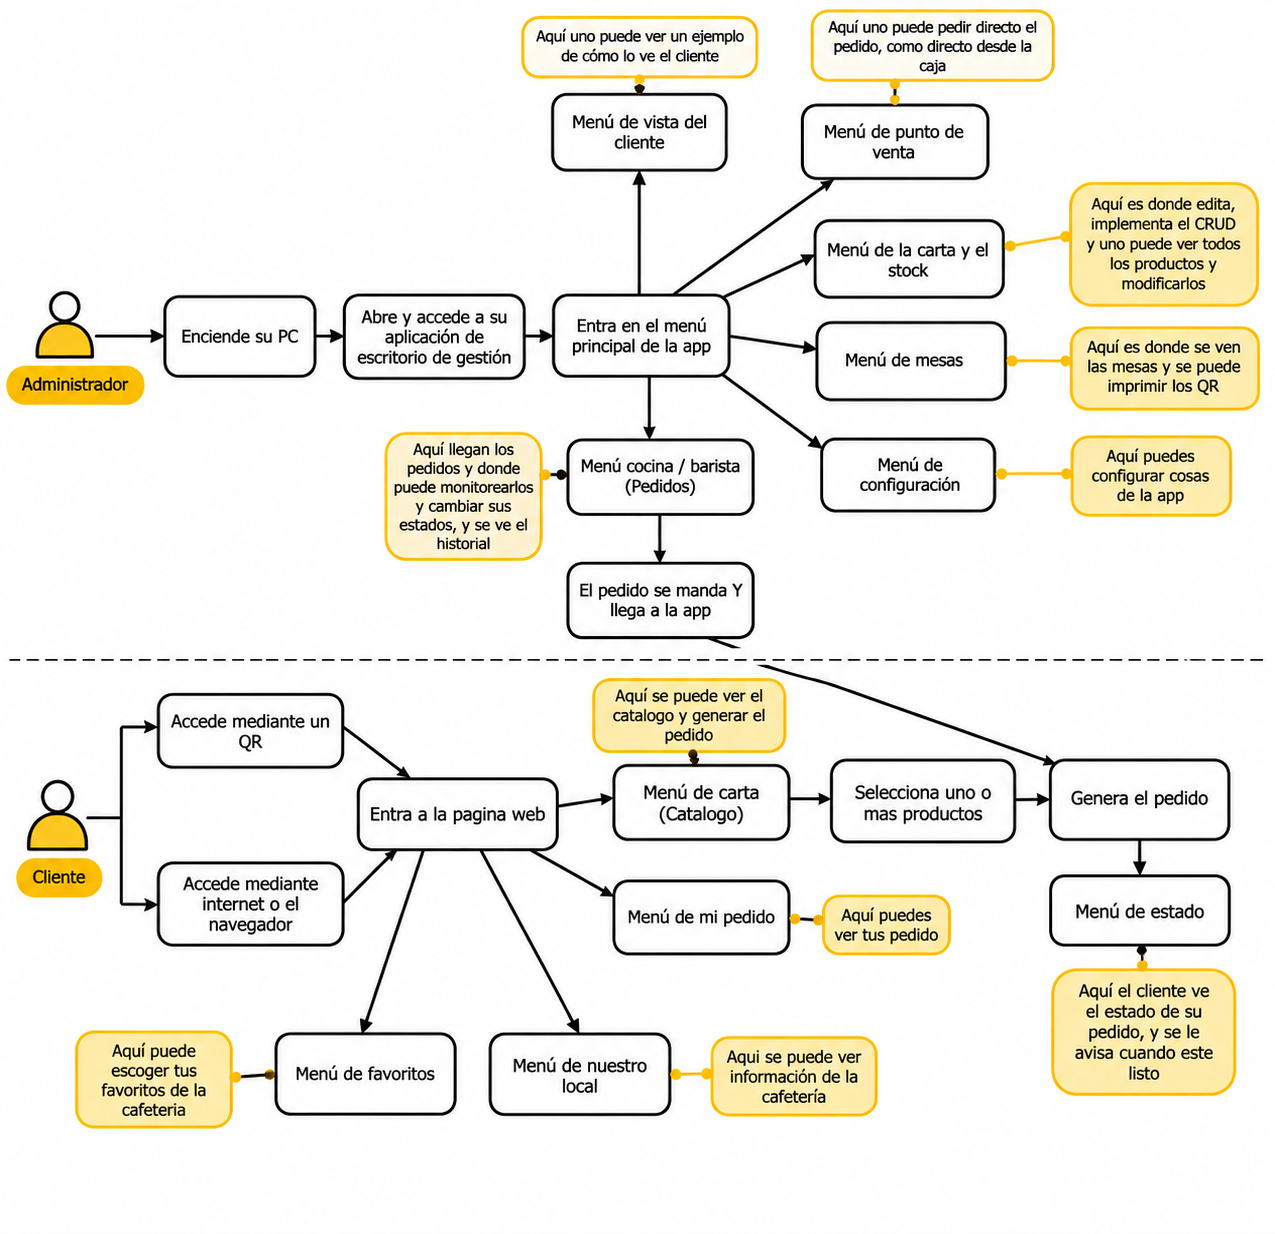 Aquí uno puede ver un ejemplo
de cómo lo ve el cliente
Aquí uno puede pedir directo el
pedido, como directo desde la
caja
Menú de vista del
cliente
Menú de punto de
venta
Aquí es donde edita,
implementa el CRUD
y uno puede ver todos
los productos y
modificarlos
Menú de la carta y el
stock
Administrador
Enciende su PC
Abre y accede a su
aplicación de
escritorio de gestión
Entra en el menú
principal de la app
Menú de mesas
Aquí es donde se ven
las mesas y se puede
imprimir los QR
Aquí llegan los
pedidos y donde
puede monitorearlos
y cambiar sus
estados, y se ve el
historial
Menú cocina / barista
(Pedidos)
Menú de
configuración
Aquí puedes
configurar cosas
de la app
El pedido se manda Y
llega a la app
Cliente
Accede mediante un
QR
Accede mediante
internet o el
navegador
Entra a la pagina web
Aquí se puede ver el
catalogo y generar el
pedido
Menú de carta
(Catalogo)
Selecciona uno o
mas productos
Genera el pedido
Menú de mi pedido
Aquí puedes
ver tus pedido
Menú de estado
Aquí el cliente ve
el estado de su
pedido, y se le
avisa cuando este
listo
Aquí puede
escoger tus
favoritos de la
cafeteria
Menú de favoritos
Menú de nuestro
local
Aqui se puede ver
información de la
cafetería